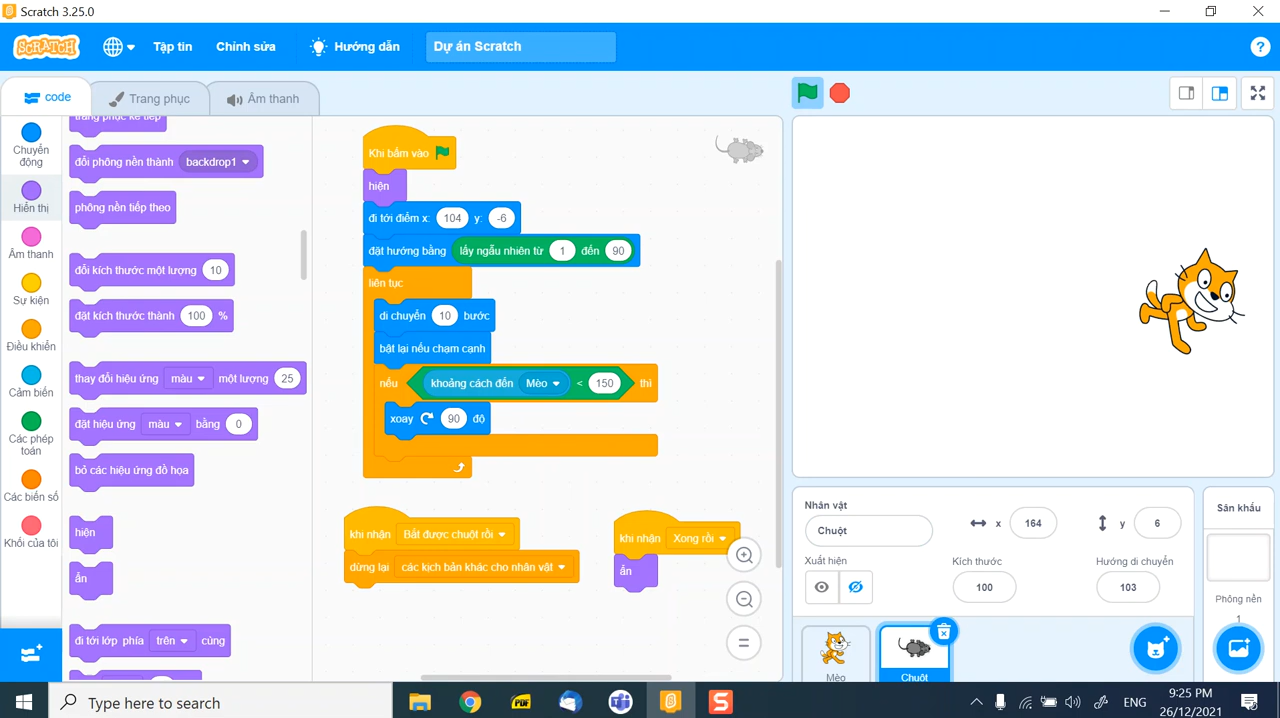 Scratch 3.25.0
SCRATCH
Tập tin
Chỉnh sửa
Hướng dẫn
Dự án Scratch
?
code
Trang phục
Âm thanh
Chuyển động
Hiển thị
Âm thanh
Sự kiện
Điều khiển
Cảm biến
Các phép toán
Các biến số
Khối của tôi
trang phục kế tiếp
đổi phông nền thành backdrop1
phông nền tiếp theo
đổi kích thước một lượng 10
đặt kích thước thành 100 %
thay đổi hiệu ứng màu một lượng 25
đặt hiệu ứng màu bằng 0
bỏ các hiệu ứng đồ họa
hiện
ẩn
đi tới lớp phía trên cùng
Khi bấm vào
hiện
đi tới điểm x: 104 y: -6
đặt hướng bằng lấy ngẫu nhiên từ 1 đến 90
liên tục
di chuyển 10 bước
bật lại nếu chạm cạnh
nếu khoảng cách đến Mèo < 150 thì
xoay 90 độ
khi nhận Bắt được chuột rồi
dừng lại các kịch bản khác cho nhân vật
khi nhận Xong rồi
ẩn
Nhân vật
Chuột
x 164
y 6
Xuất hiện
Kích thước
100
Hướng di chuyển
103
Mèo
Chuột
Sân khấu
Phông nền
1
Type here to search
PDF
S
ENG
9:25 PM
26/12/2021